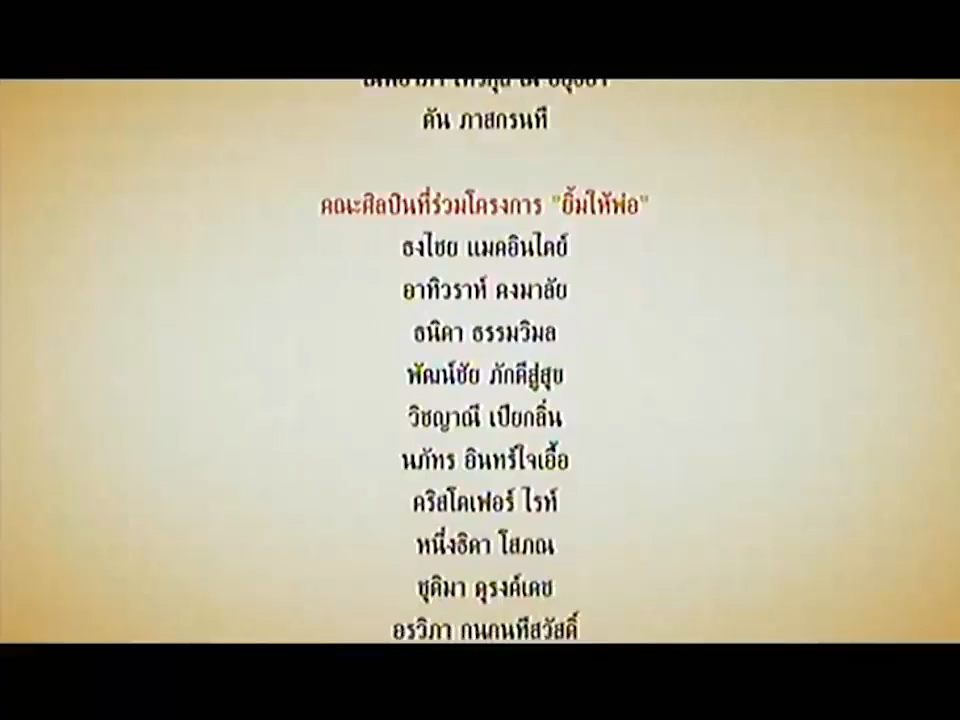 คัน ภาสกรนที
คณะศิลปินที่ร่วมโครงการ "ยิ้มให้พ่อ"
ธงไชย แมคอินไตย์
อาทิวราห์ คงมาลัย
ธนิดา ธรรมวิมล
พัฒน์ชัย ภักดีสู่สุข
วิชญาณี เปียกลิ่น
นภัทร อินทร์ใจเอื้อ
คริสโตเฟอร์ ไรท์
หนึ่งธิดา โสภณ
ชุติมา ดุรงค์เดช
อรวิภา กนกนทีสวัสดิ์